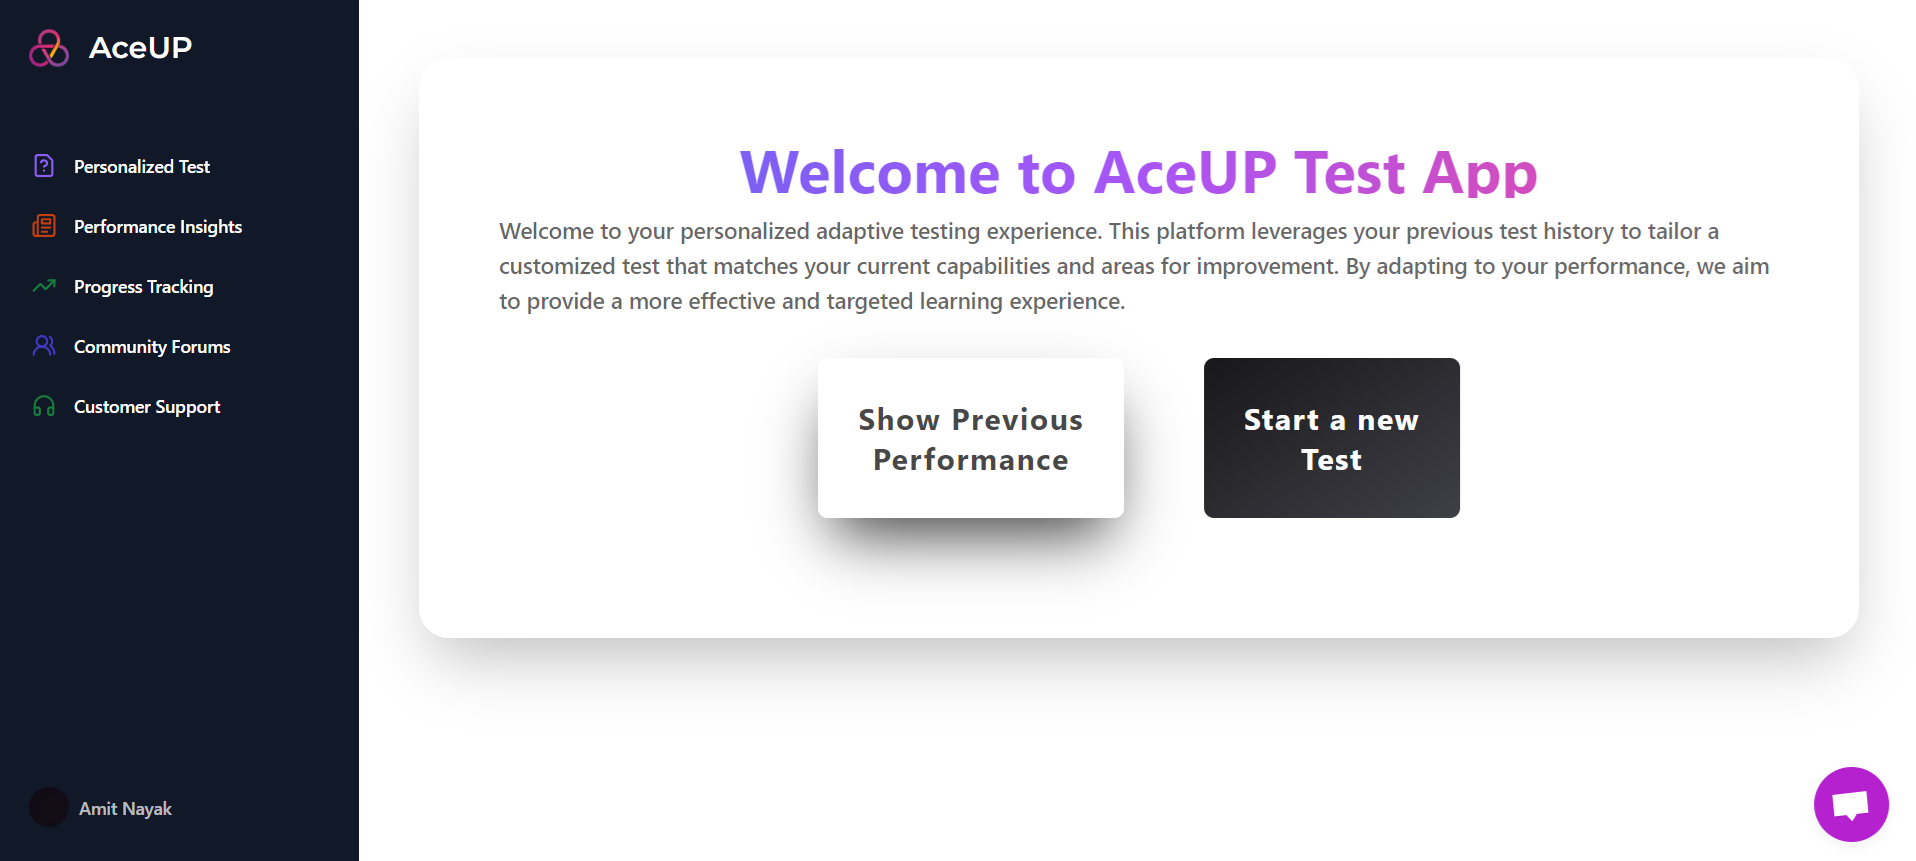 AceUP
Personalized Test
Performance Insights
Progress Tracking
Community Forums
Customer Support
Amit Nayak
Welcome to AceUP Test App
Welcome to your personalized adaptive testing experience. This platform leverages your previous test history to tailor a
customized test that matches your current capabilities and areas for improvement. By adapting to your performance, we aim
to provide a more effective and targeted learning experience.
Show Previous
Performance
Start a new
Test